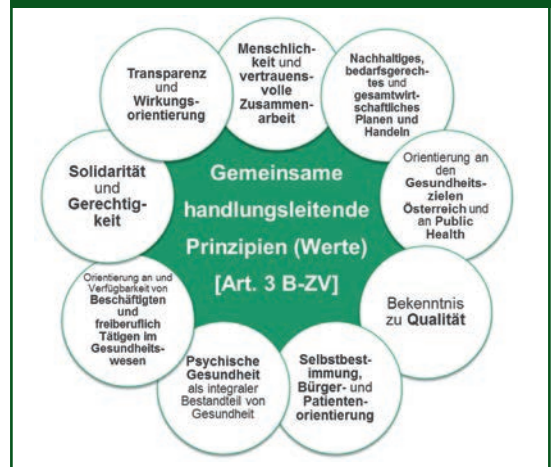 Gemeinsame
handlungsleitende
Prinzipien (Werte)
[Art. 3 B-ZV]
Menschlich-
keit und
vertrauens-
volle
Zusammen-
arbeit
Nachhaltiges,
bedarfsgerech-
tes und
gesamtwirt-
schaftliches
Planen und
Handeln
Orientierung an
den
Gesundheits-
zielen
Österreich und
an Public
Health
Bekenntnis
zu Qualität
Selbstbest-
immung,
Bürger- und
Patienten-
orientierung
Psychische
Gesundheit
als integraler
Bestandteil von
Gesundheit
Orientierung an und
Verfügbarkeit von
Beschäftigten
und
freiberuflich
Tätigen im
Gesundheits-
wesen
Solidarität
und
Gerechtig-
keit
Transparenz
und
Wirkungs-
orientierung